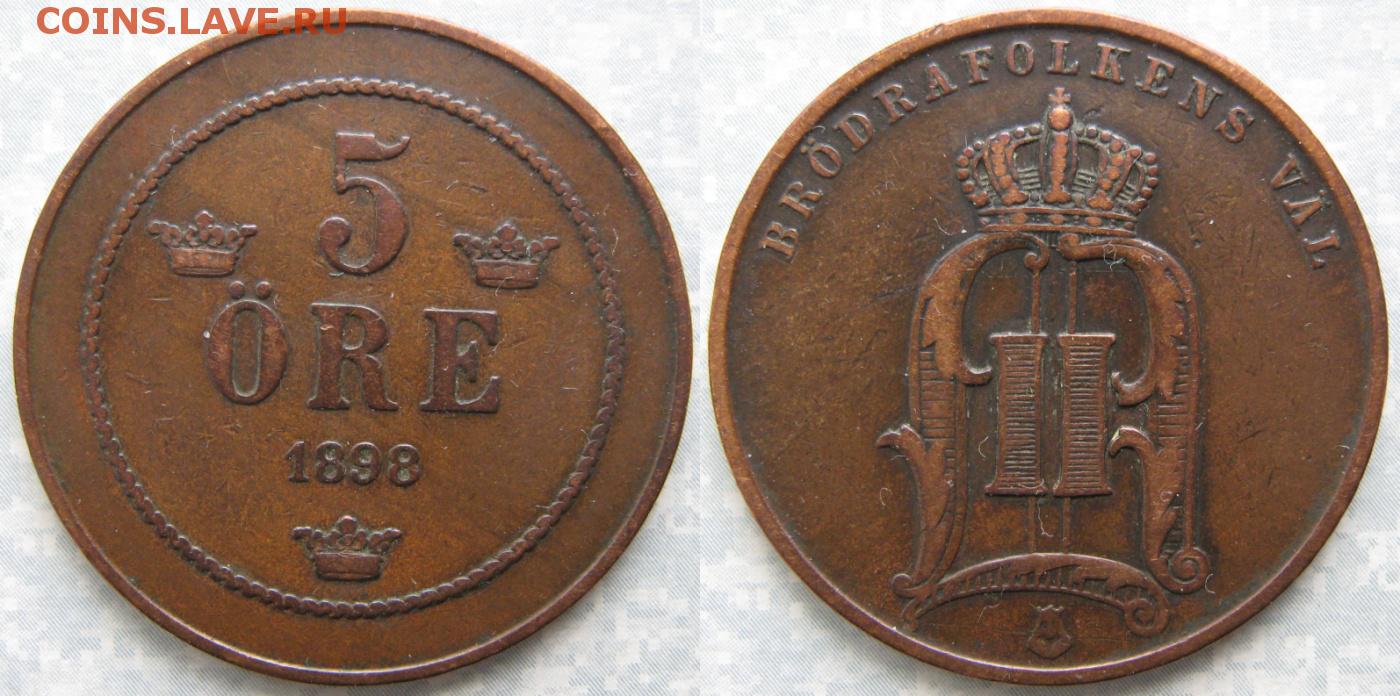 COINS.LAVE.RU
5
ÖRE
1898
BRÖDRAFOLKENS VÄL
II